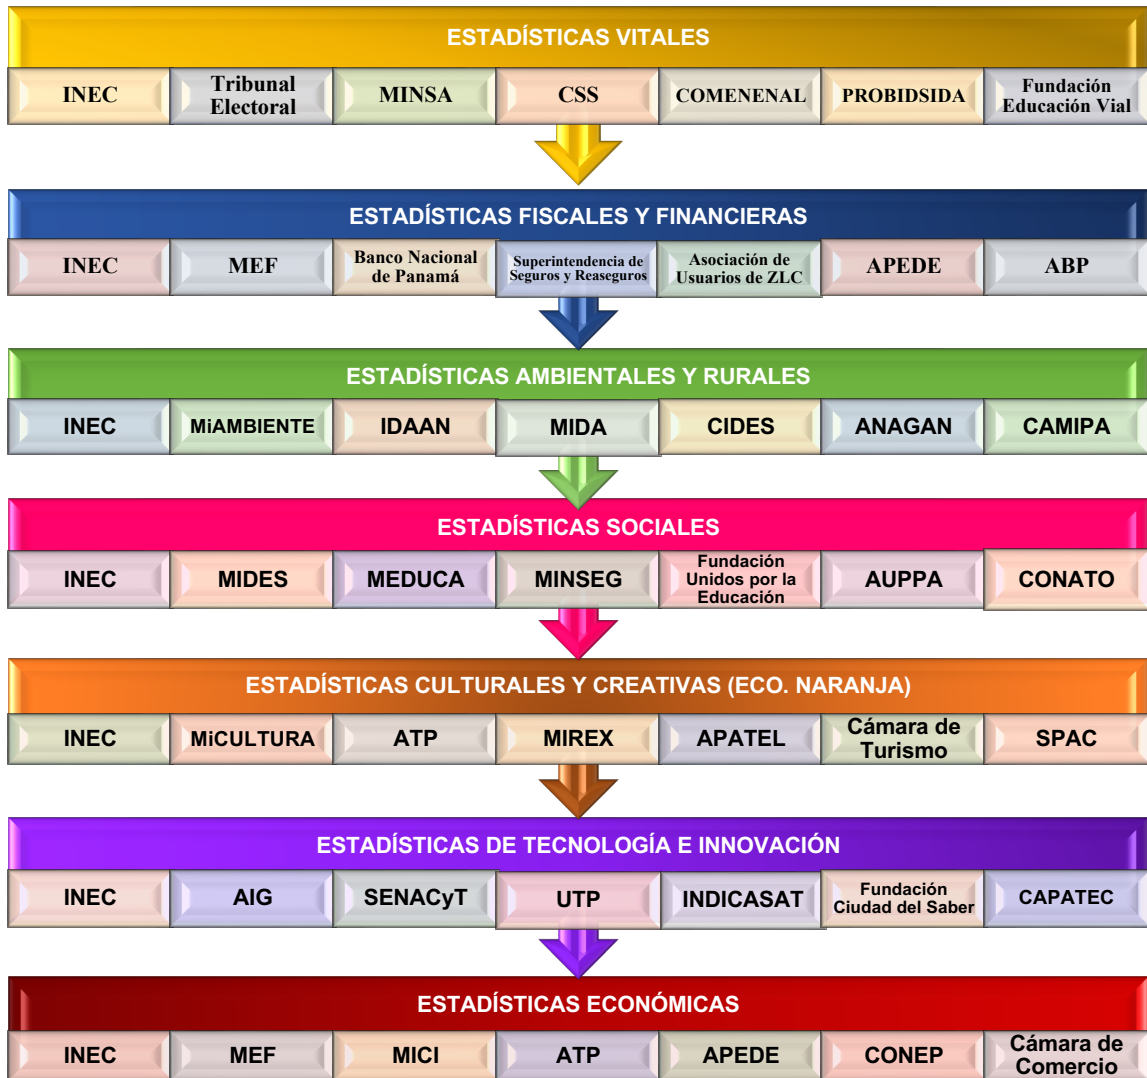 ESTADÍSTICAS VITALES
INEC
Tribunal
Electoral
MINSA
CSS
COMENENAL
PROBIDSIDA
Fundación
Educación Vial
ESTADÍSTICAS FISCALES Y FINANCIERAS
INEC
MEF
Banco Nacional
de Panamá
Superintendencia de
Seguros y Reaseguros
Asociación de
Usuarios de ZLC
APEDE
ABP
ESTADÍSTICAS AMBIENTALES Y RURALES
INEC
MiAMBIENTE
IDAAN
MIDA
CIDES
ANAGAN
CAMIPA
ESTADÍSTICAS SOCIALES
INEC
MIDES
MEDUCA
MINSEG
Fundación
Unidos por la
Educación
AUPPA
CONATO
ESTADÍSTICAS CULTURALES Y CREATIVAS (ECO. NARANJA)
INEC
MiCULTURA
ATP
MIREX
APATEL
Cámara de
Turismo
SPAC
ESTADÍSTICAS DE TECNOLOGÍA E INNOVACIÓN
INEC
AIG
SENACyT
UTP
INDICASAT
Fundación
Ciudad del Saber
CAPATEC
ESTADÍSTICAS ECONÓMICAS
INEC
MEF
MICI
ATP
APEDE
CONEP
Cámara de
Comercio